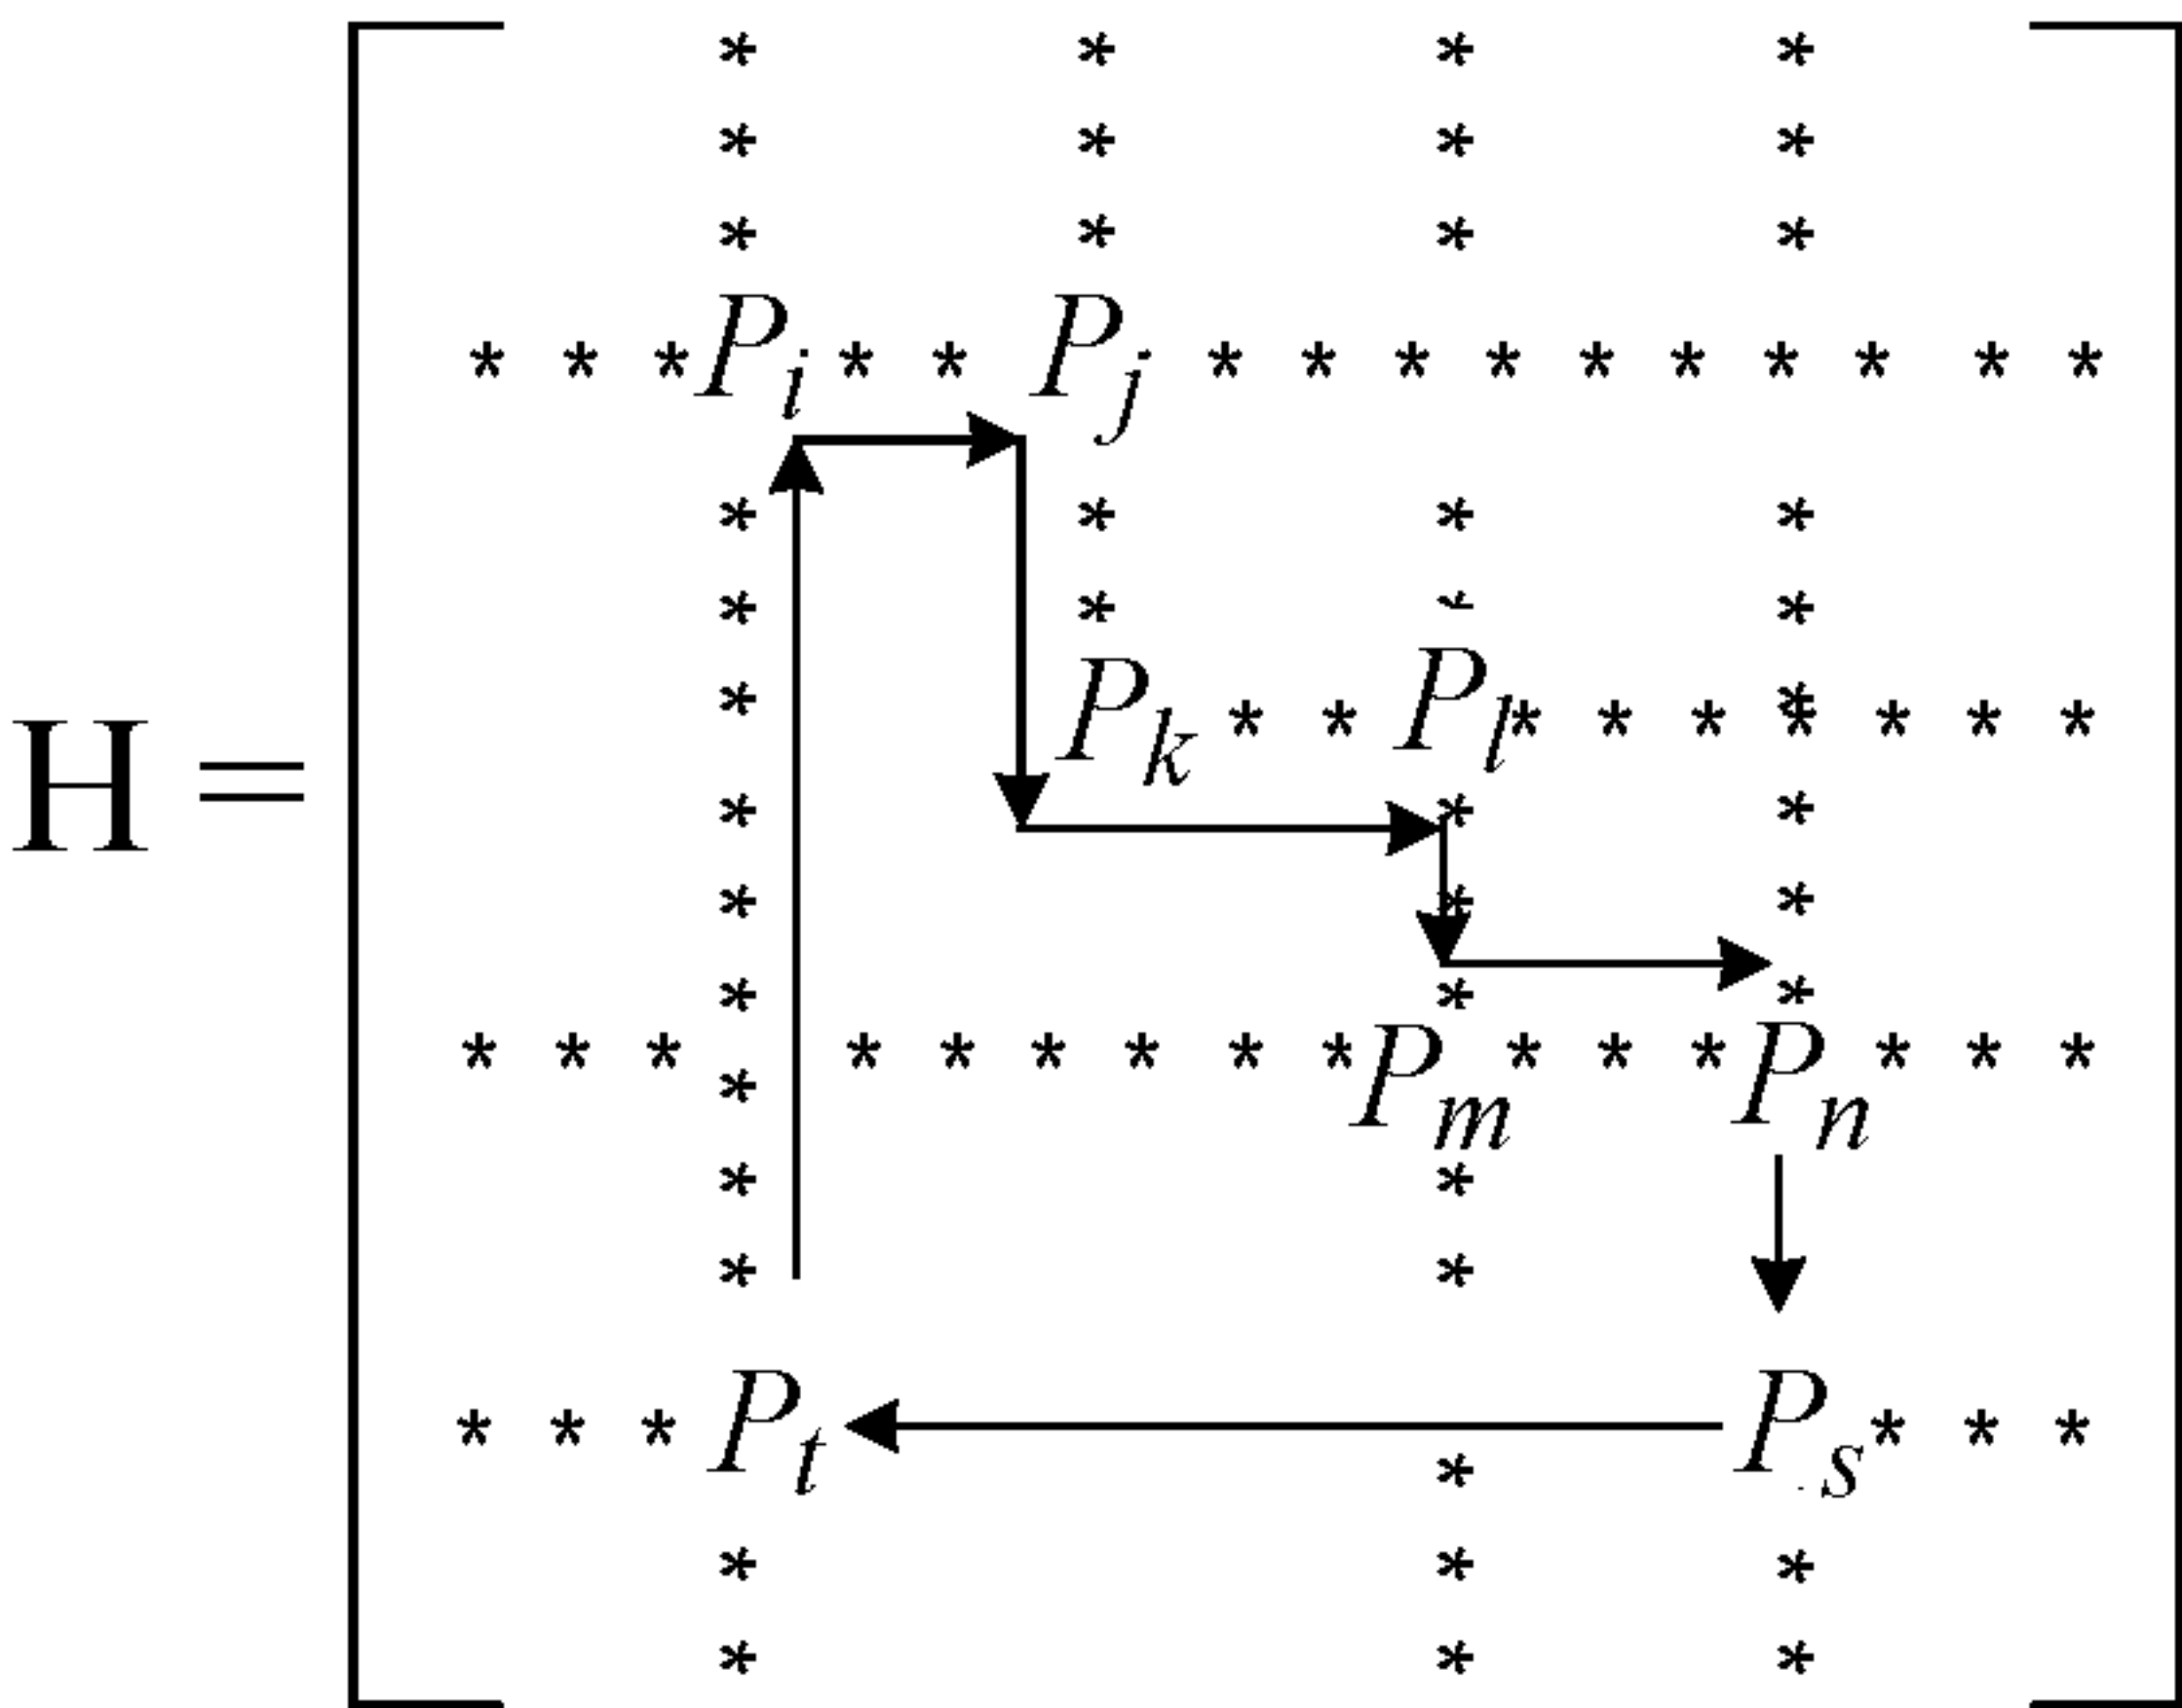 * * * *
* * * *
* * * *
* * * P_i * * P_j * * * * * * * * * *
* * * *
* * * *
* P_k * * P_l * * * * * * * *
H =
* * *
* * *
* * *
* * * * * * * * * P_m * * * P_n * * *
*
* *
* *
* * * P_t P_s * * *
*
* * *
* * *